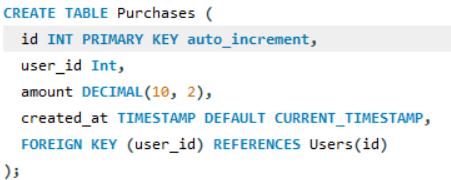 CREATE TABLE Purchases (
id INT PRIMARY KEY auto_increment,
user_id Int,
amount DECIMAL(10, 2),
created_at TIMESTAMP DEFAULT CURRENT_TIMESTAMP,
FOREIGN KEY (user_id) REFERENCES Users(id)
);